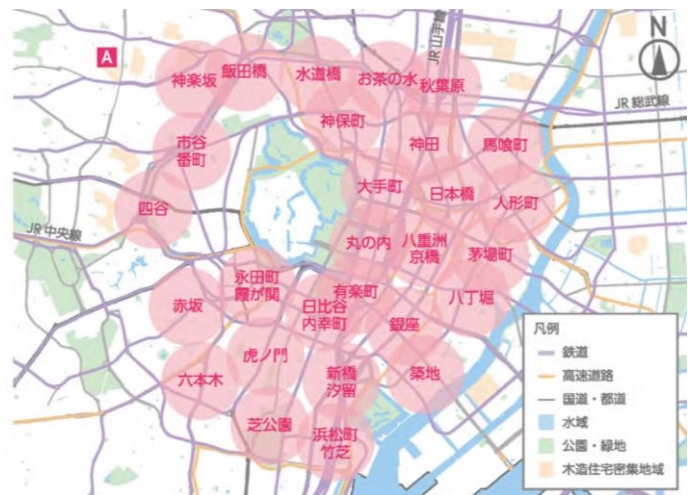 A
N
神楽坂
飯田橋
水道橋
お茶の水
秋葉原
JR 山手線
JR 総武線
神保町
神田
馬喰町
市谷
番町
大手町
日本橋
人形町
四谷
JR 中央線
丸の内
八重洲
京橋
茅場町
永田町
霞が関
赤坂
日比谷
内幸町
有楽町
銀座
八丁堀
六本木
虎ノ門
新橋
汐留
築地
芝公園
浜松町
竹芝
凡例
鉄道
高速道路
国道・都道
水域
公園・緑地
木造住宅密集地域